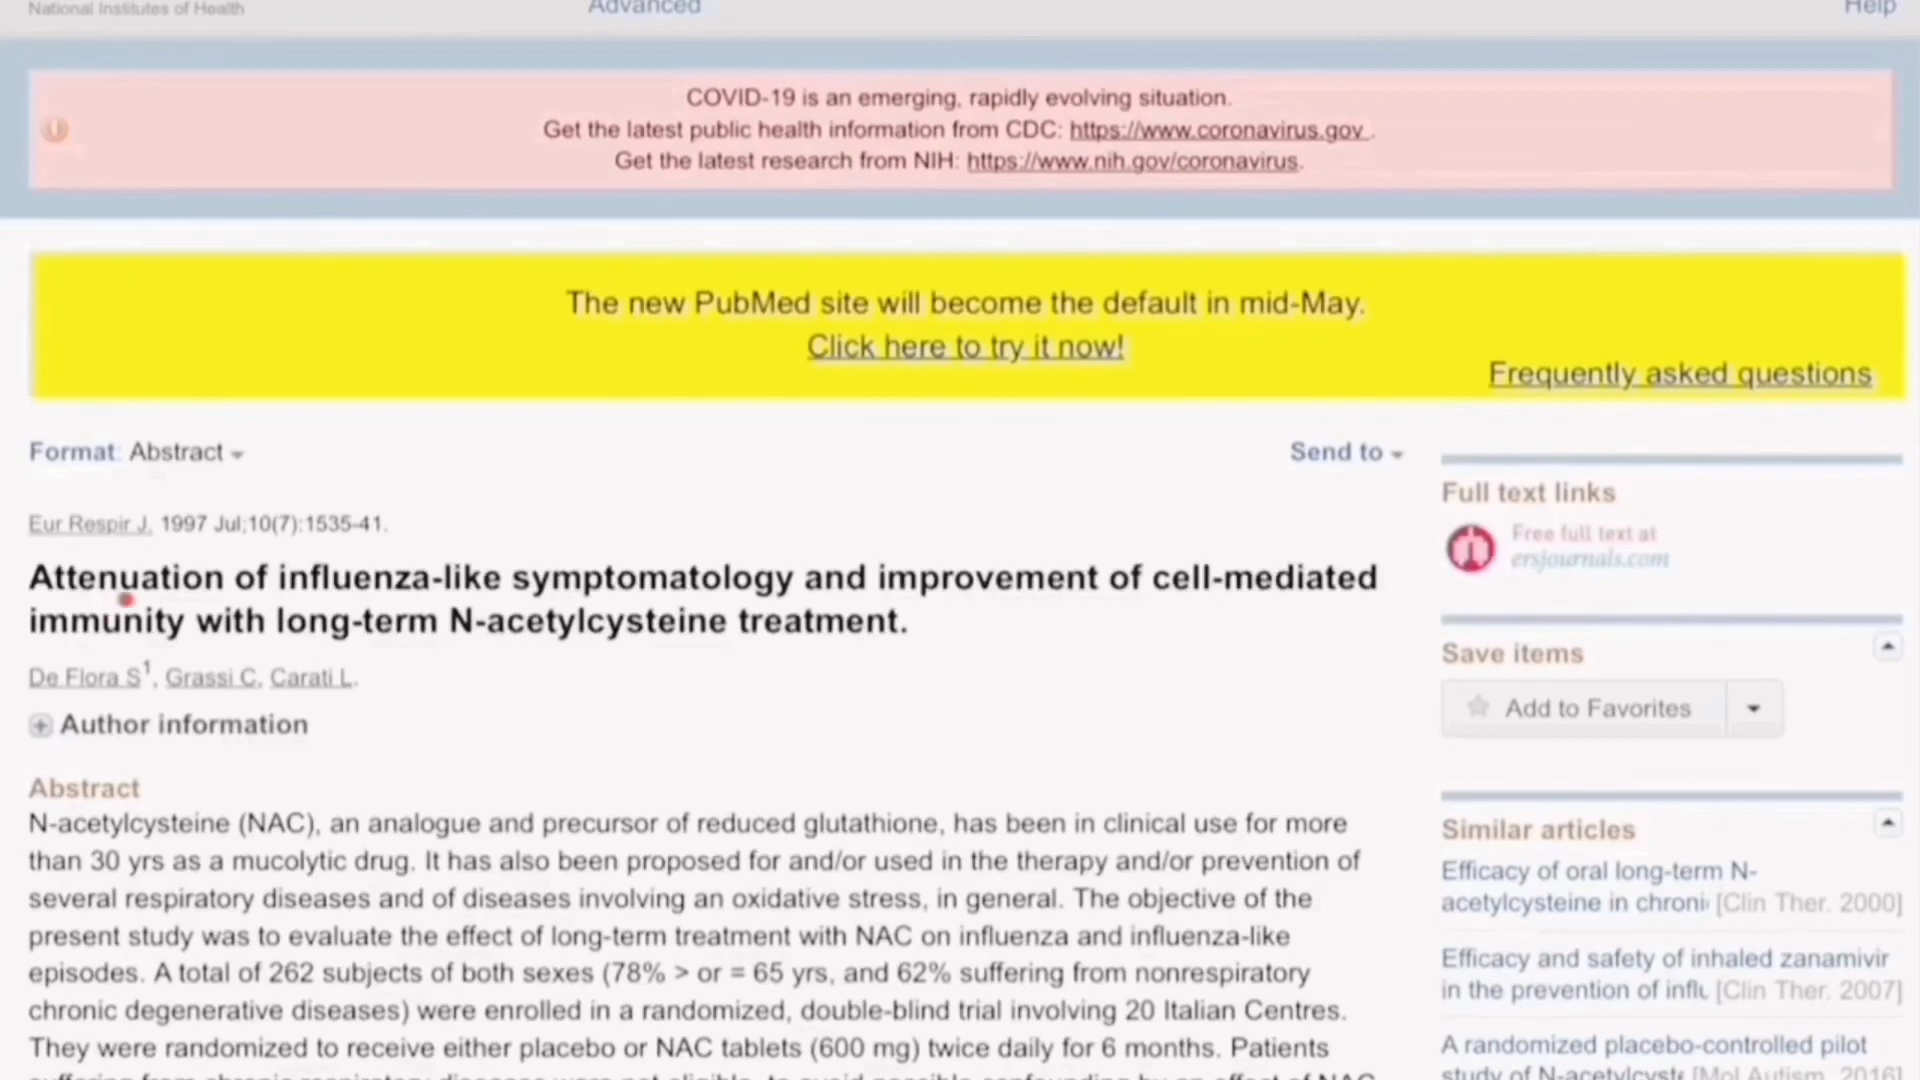 National Institutes of Health
Advanced
Help
COVID-19 is an emerging, rapidly evolving situation.
Get the latest public health information from CDC: https://www.coronavirus.gov .
Get the latest research from NIH: https://www.nih.gov/coronavirus.
The new PubMed site will become the default in mid-May.
Click here to try it now!
Frequently asked questions
Format: Abstract
Send to
Eur Respir J. 1997 Jul;10(7):1535-41.
Attenuation of influenza-like symptomatology and improvement of cell-mediated
immunity with long-term N-acetylcysteine treatment.
De Flora S1, Grassi C, Carati L.
Author information
Abstract
N-acetylcysteine (NAC), an analogue and precursor of reduced glutathione, has been in clinical use for more
than 30 yrs as a mucolytic drug. It has also been proposed for and/or used in the therapy and/or prevention of
several respiratory diseases and of diseases involving an oxidative stress, in general. The objective of the
present study was to evaluate the effect of long-term treatment with NAC on influenza and influenza-like
episodes. A total of 262 subjects of both sexes (78% > or = 65 yrs, and 62% suffering from nonrespiratory
chronic degenerative diseases) were enrolled in a randomized, double-blind trial involving 20 Italian Centres.
They were randomized to receive either placebo or NAC tablets (600 mg) twice daily for 6 months. Patients
Full text links
Free full text at
ersjournals.com
Save items
Add to Favorites
Similar articles
Efficacy of oral long-term N-
acetylcysteine in chroni [Clin Ther. 2000]
Efficacy and safety of inhaled zanamivir
in the prevention of influ [Clin Ther. 2007]
A randomized placebo-controlled pilot
study of N-acetylcyst [Mol Autism. 2016]